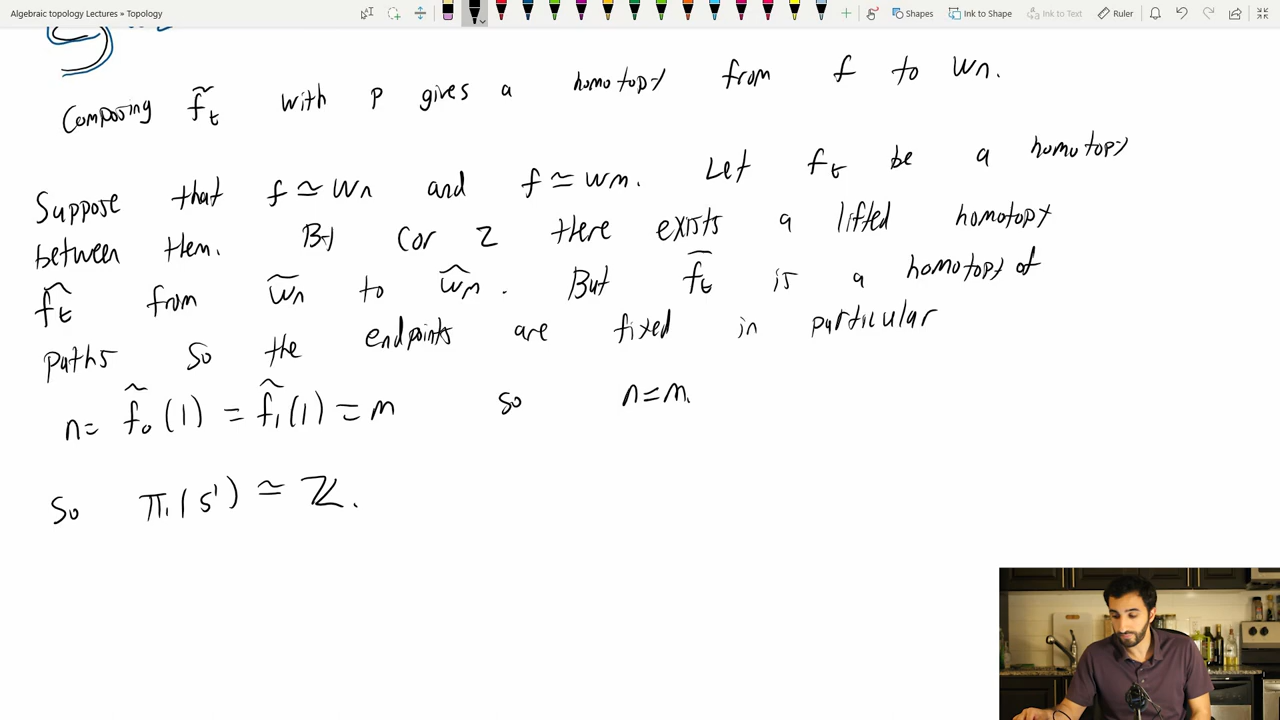 Algebraic topology Lectures » Topology
Shapes Ink to Shape Ink to Text Ruler
Composing f̃t with p gives a homotopy from f to wn.
Suppose that f ≃ wn and f ≃ wm. Let ft be a homotopy
between them. By Cor 2 there exists a lifted homotopy
f̃t from w̃n to w̃m. But f̃t is a homotopy of
paths so the endpoints are fixed in particular
n = f̃0(1) = f̃1(1) = m so n=m.
So π1(S¹) ≃ ℤ.